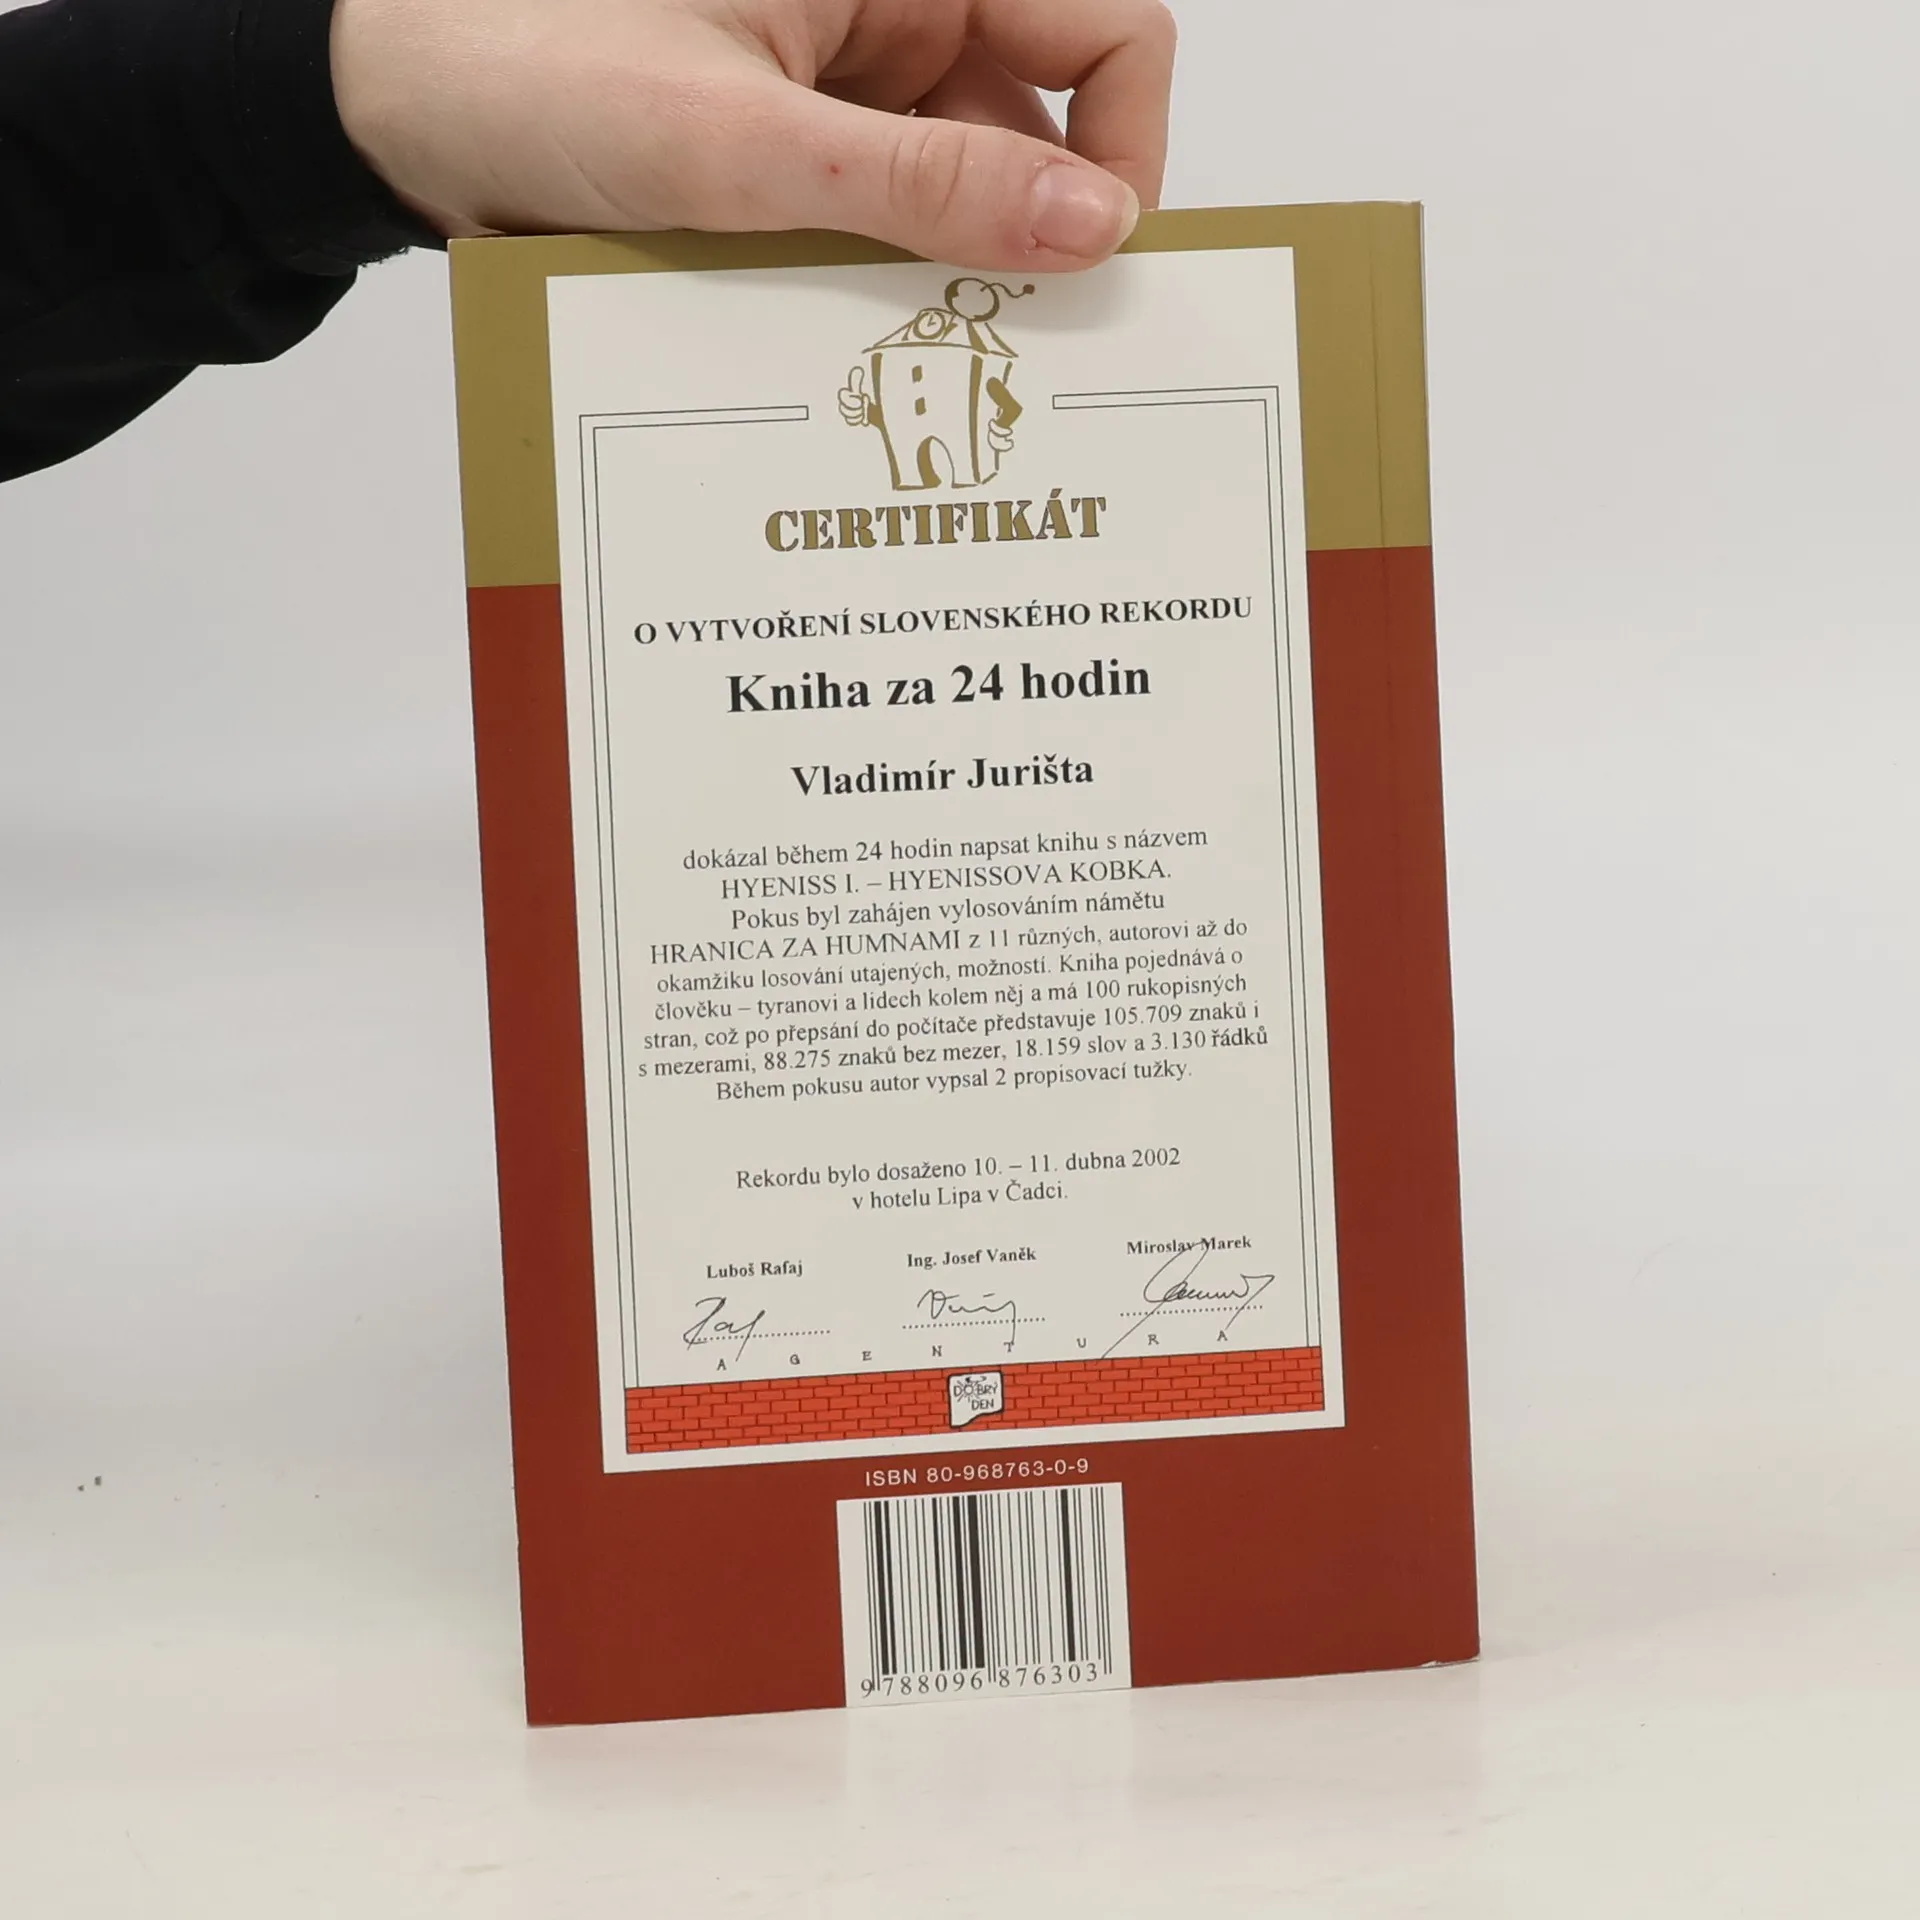 CERTIFIKÁT
O VYTVOŘENÍ SLOVENSKÉHO REKORDU
Kniha za 24 hodin
Vladimír Jurišta
dokázal během 24 hodin napsat knihu s názvem
HYENISS I. – HYENISSOVA KOBKA.
Pokus byl zahájen vylosováním námětu
HRANICA ZA HUMNAMI z 11 různých, autorovi až do
okamžiku losování utajených, možností. Kniha pojednává o
člověku – tyranovi a lidech kolem něj a má 100 rukopisných
stran, což po přepsání do počítače představuje 105.709 znaků i
s mezerami, 88.275 znaků bez mezer, 18.159 slov a 3.130 řádků
Během pokusu autor vypsal 2 propisovací tužky.
Rekordu bylo dosaženo 10. – 11. dubna 2002
v hotelu Lipa v Čadci.
Luboš Rafaj Ing. Josef Vaněk Miroslav Marek
A G E N T U R A
DOBRÝ
DEN
ISBN 80-968763-0-9
9 788096 876303